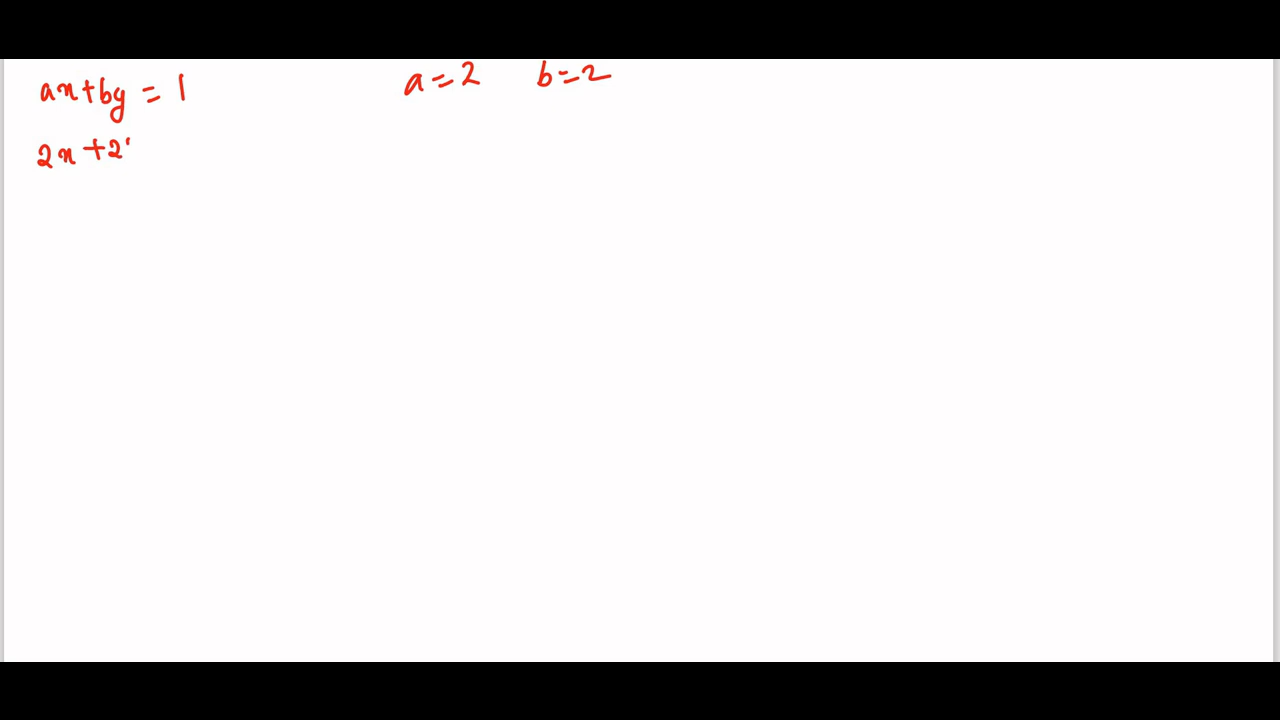 ax+by = 1 a=2 b=2
2x +2